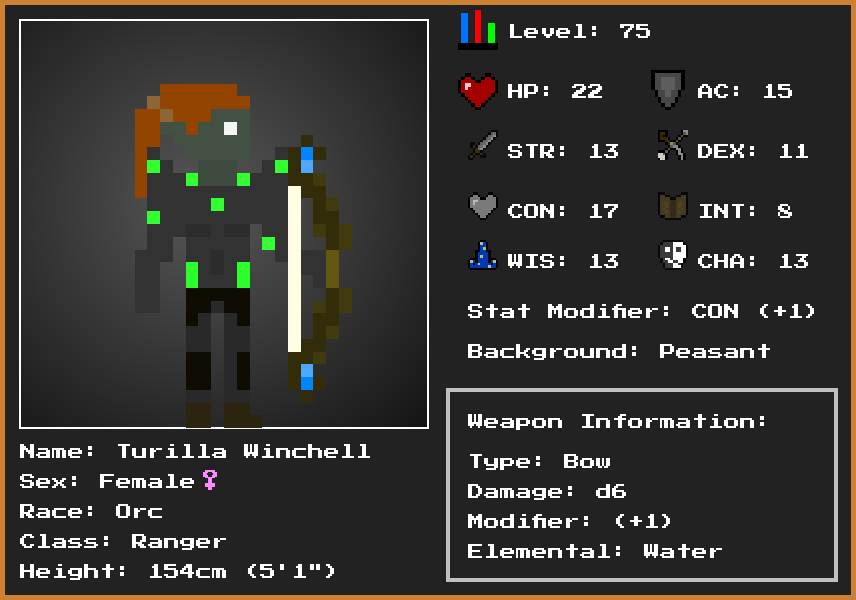 Level: 75
HP: 22 AC: 15
STR: 13 DEX: 11
CON: 17 INT: 8
WIS: 13 CHA: 13
Stat Modifier: CON (+1)
Background: Peasant
Weapon Information:
Type: Bow
Damage: d6
Modifier: (+1)
Elemental: Water
Name: Turilla Winchell
Sex: Female♀
Race: Orc
Class: Ranger
Height: 154cm (5'1")